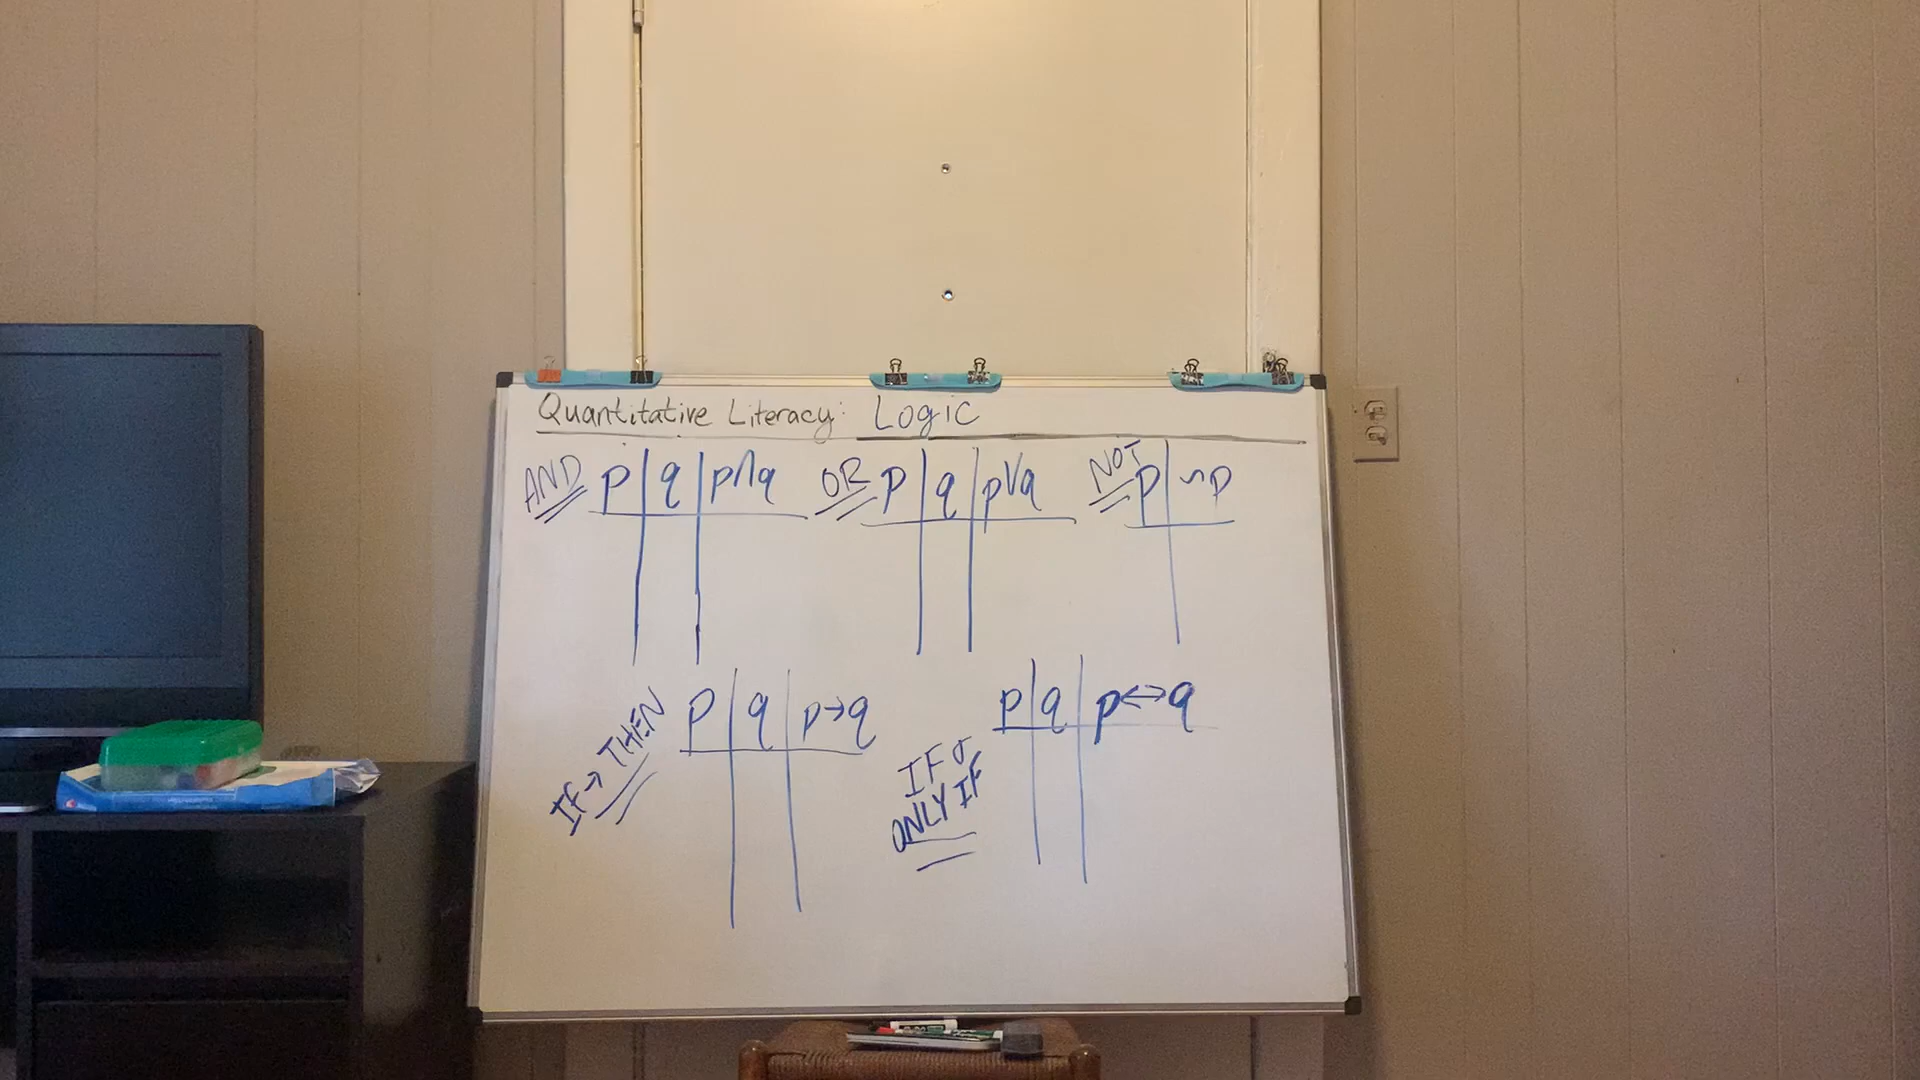 Quantitative Literacy: Logic
AND p q p∧q
OR p q p∨q
NOT p ~p
IF→THEN p q p→q
p q p↔q
IF &
ONLY IF